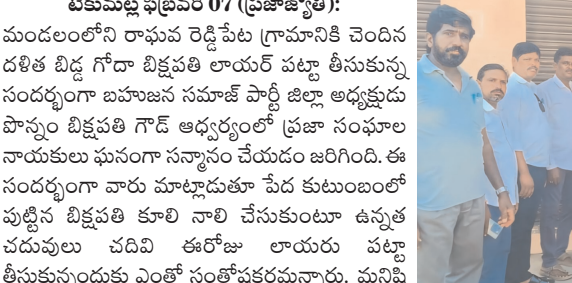 టేకుమట్ల ఫిబ్రవరి 07 (ప్రజాజ్యోతి):
మండలంలోని రాఘవ రెడ్డిపేట గ్రామానికి చెందిన
దళిత బిడ్డ గోదా బిక్షపతి లాయర్ పట్టా తీసుకున్న
సందర్భంగా బహుజన సమాజ్ పార్టీ జిల్లా అధ్యక్షుడు
పొన్నం బిక్షపతి గౌడ్ ఆధ్వర్యంలో ప్రజా సంఘాల
నాయకులు ఘనంగా సన్మానం చేయడం జరిగింది. ఈ
సందర్భంగా వారు మాట్లాడుతూ పేద కుటుంబంలో
పుట్టిన బిక్షపతి కూలి నాలి చేసుకుంటూ ఉన్నత
చదువులు చదివి ఈరోజు లాయరు పట్టా
తీసుకున్నందుకు ఎంతో సంతోషకరమన్నారు. మనిషి